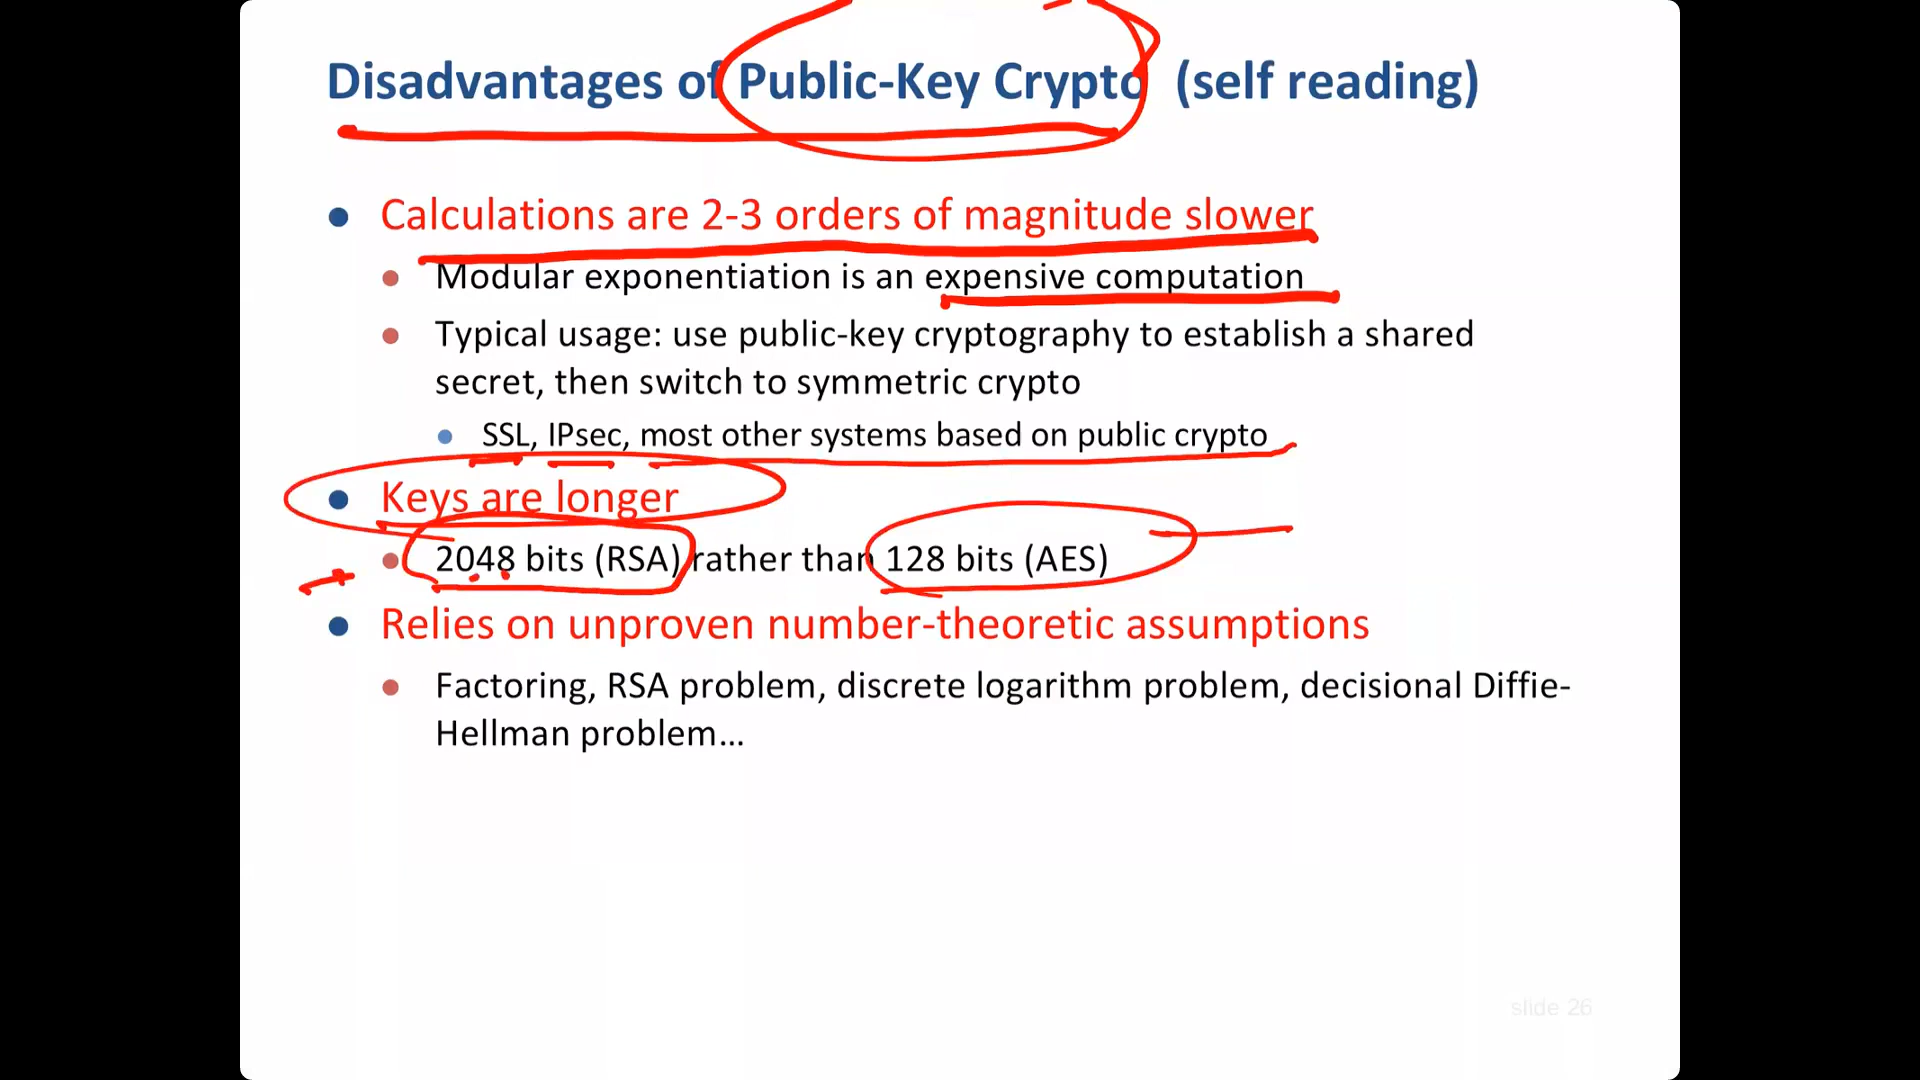 Disadvantages of Public-Key Crypto (self reading)
Calculations are 2-3 orders of magnitude slower
Modular exponentiation is an expensive computation
Typical usage: use public-key cryptography to establish a shared
secret, then switch to symmetric crypto
SSL, IPsec, most other systems based on public crypto
Keys are longer
2048 bits (RSA) rather than 128 bits (AES)
Relies on unproven number-theoretic assumptions
Factoring, RSA problem, discrete logarithm problem, decisional Diffie-
Hellman problem…
slide 26